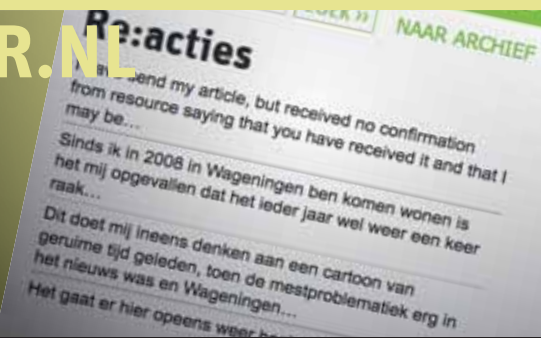 R.NL
ZOEK »
NAAR ARCHIEF
Re:acties
send my article, but received no confirmation
from resource saying that you have received it and that I
may be...
Sinds ik in 2008 in Wageningen ben komen wonen is
het mij opgevallen dat het ieder jaar wel weer een keer
raak...
Dit doet mij ineens denken aan een cartoon van
geruime tijd geleden, toen de mestproblematiek erg in
het nieuws was en Wageningen...
Het gaat er hier opeens weer